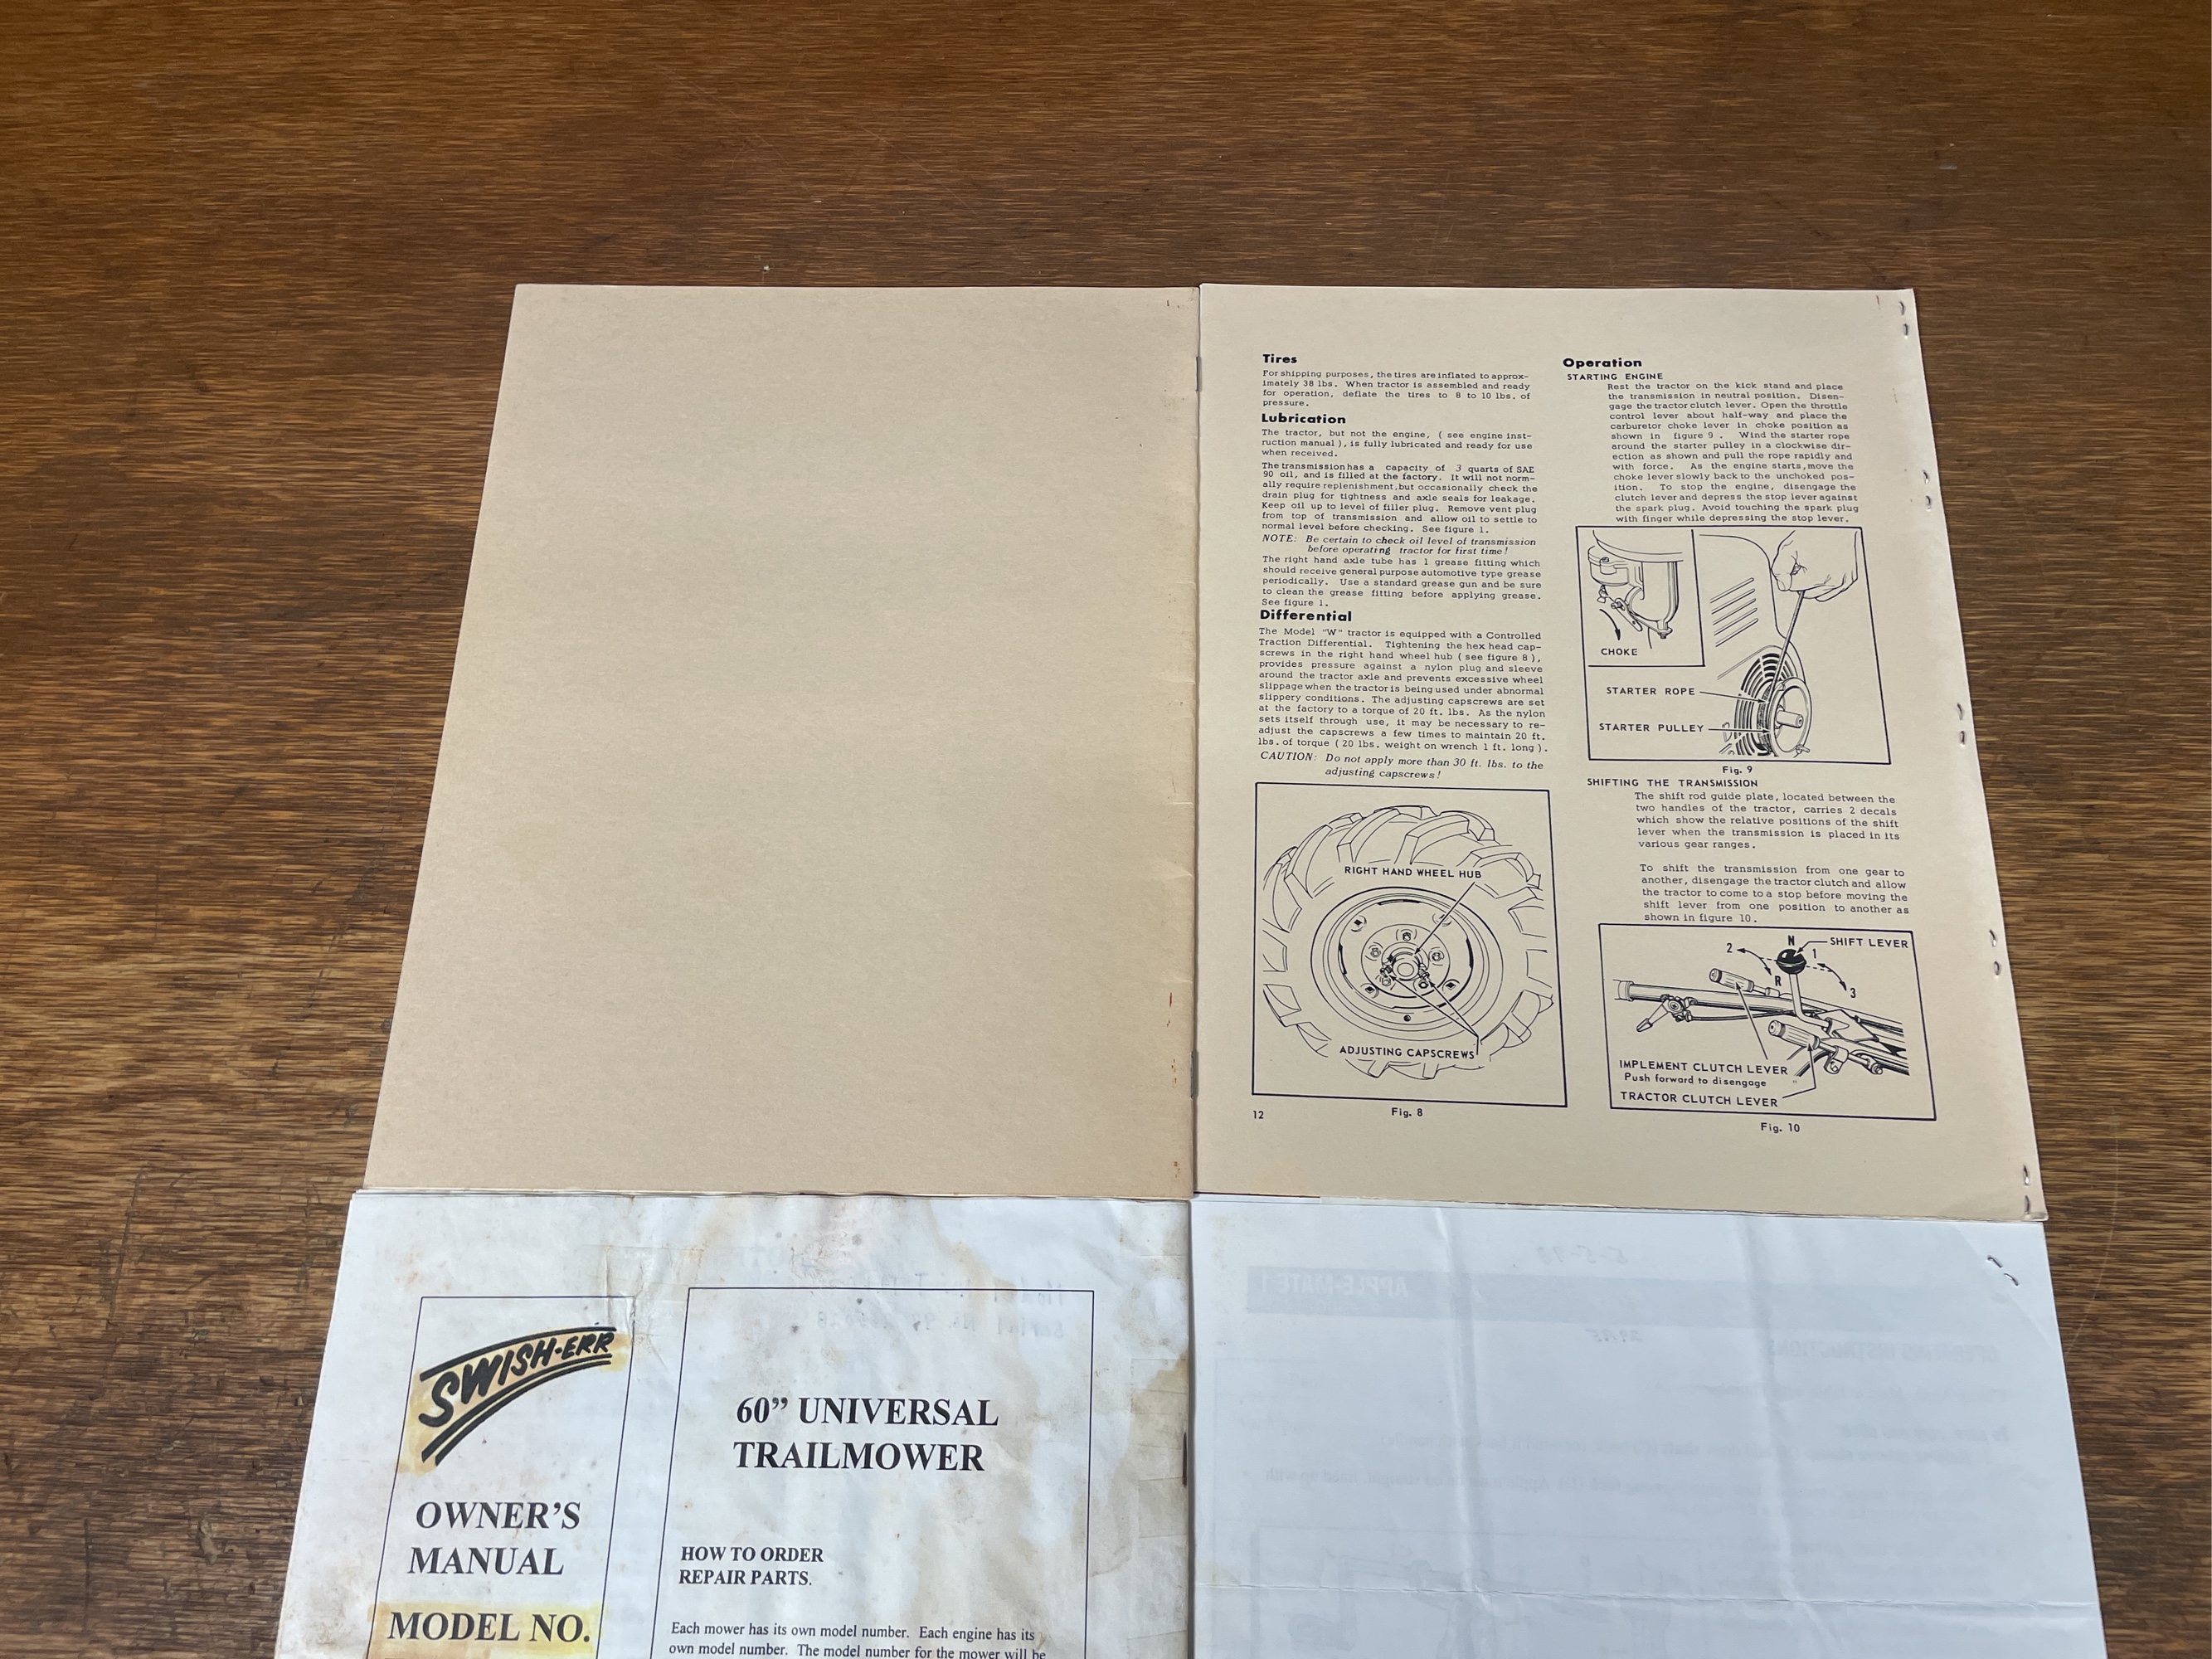 Tires
For shipping purposes, the tires are inflated to approx-
imately 38 lbs. When tractor is assembled and ready
for operation, deflate the tires to 8 to 10 lbs. of
pressure.
Lubrication
The tractor, but not the engine, ( see engine inst-
ruction manual ), is fully lubricated and ready for use
when received.
The transmission has a capacity of 3 quarts of SAE
90 oil, and is filled at the factory. It will not norm-
ally require replenishment, but occasionally check the
drain plug for tightness and axle seals for leakage.
Keep oil up to level of filler plug. Remove vent plug
from top of transmission and allow oil to settle to
normal level before checking. See figure 1.
NOTE: Be certain to check oil level of transmission
before operating tractor for first time!
The right hand axle tube has 1 grease fitting which
should receive general purpose automotive type grease
periodically. Use a standard grease gun and be sure
to clean the grease fitting before applying grease.
See figure 1.
Differential
The Model "W" tractor is equipped with a Controlled
Traction Differential. Tightening the hex head cap-
screws in the right hand wheel hub ( see figure 8 ),
provides pressure against a nylon plug and sleeve
around the tractor axle and prevents excessive wheel
slippage when the tractor is being used under abnormal
slippery conditions. The adjusting capscrews are set
at the factory to a torque of 20 ft. lbs. As the nylon
sets itself through use, it may be necessary to re-
adjust the capscrews a few times to maintain 20 ft.
lbs. of torque ( 20 lbs. weight on wrench 1 ft. long ).
CAUTION: Do not apply more than 30 ft. lbs. to the
adjusting capscrews!
RIGHT HAND WHEEL HUB
ADJUSTING CAPSCREWS
Fig. 8
12
Operation
STARTING ENGINE
Rest the tractor on the kick stand and place
the transmission in neutral position. Disen-
gage the tractor clutch lever. Open the throttle
control lever about half-way and place the
carburetor choke lever in choke position as
shown in figure 9 . Wind the starter rope
around the starter pulley in a clockwise dir-
ection as shown and pull the rope rapidly and
with force. As the engine starts, move the
choke lever slowly back to the unchoked pos-
ition. To stop the engine, disengage the
clutch lever and depress the stop lever against
the spark plug. Avoid touching the spark plug
with finger while depressing the stop lever.
CHOKE
STARTER ROPE
STARTER PULLEY
Fig. 9
SHIFTING THE TRANSMISSION
The shift rod guide plate, located between the
two handles of the tractor, carries 2 decals
which show the relative positions of the shift
lever when the transmission is placed in its
various gear ranges.
To shift the transmission from one gear to
another, disengage the tractor clutch and allow
the tractor to come to a stop before moving the
shift lever from one position to another as
shown in figure 10.
N
SHIFT LEVER
2
1
R
3
IMPLEMENT CLUTCH LEVER
Push forward to disengage
TRACTOR CLUTCH LEVER
Fig. 10
SWISH-ERR
OWNER'S
MANUAL
MODEL NO.
60" UNIVERSAL
TRAILMOWER
HOW TO ORDER
REPAIR PARTS.
Each mower has its own model number. Each engine has its
own model number. The model number for the mower will be
APPLE-MATE 1